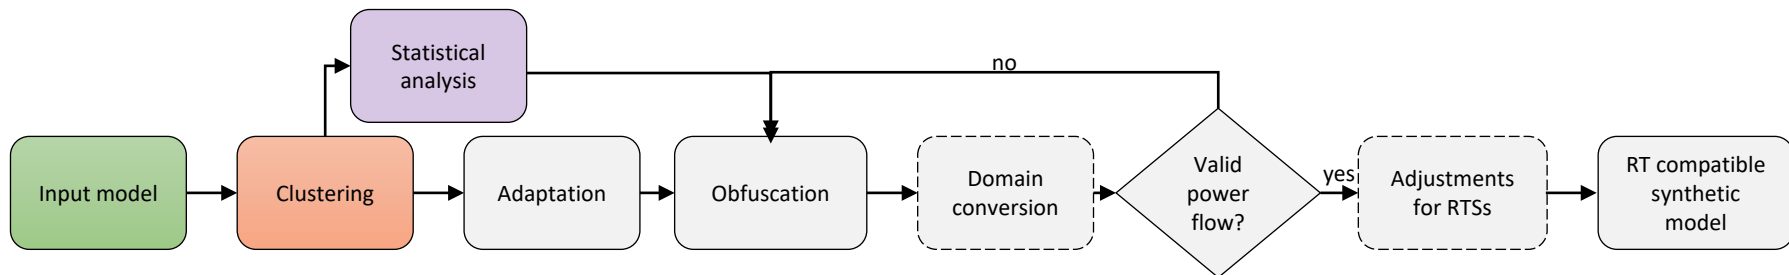 Statistical
analysis
no
Input model
Clustering
Adaptation
Obfuscation
Domain
conversion
Valid
power
flow?
yes
Adjustments
for RTSs
RT compatible
synthetic
model